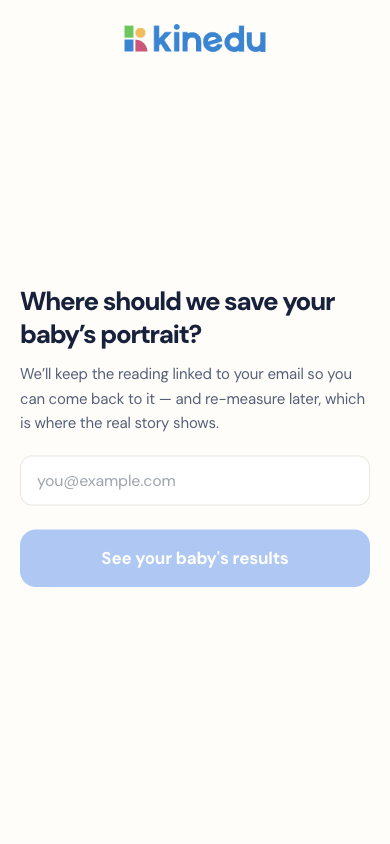 kinedu
Where should we save your
baby’s portrait?
We’ll keep the reading linked to your email so you
can come back to it — and re-measure later, which
is where the real story shows.
you@example.com
See your baby's results